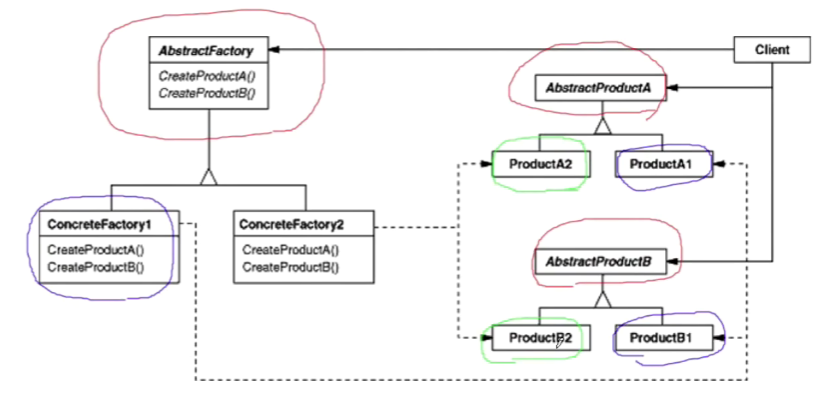 AbstractFactory
CreateProductA()
CreateProductB()
Client
AbstractProductA
ProductA2
ProductA1
ConcreteFactory1
CreateProductA()
CreateProductB()
ConcreteFactory2
CreateProductA()
CreateProductB()
AbstractProductB
ProductB2
ProductB1